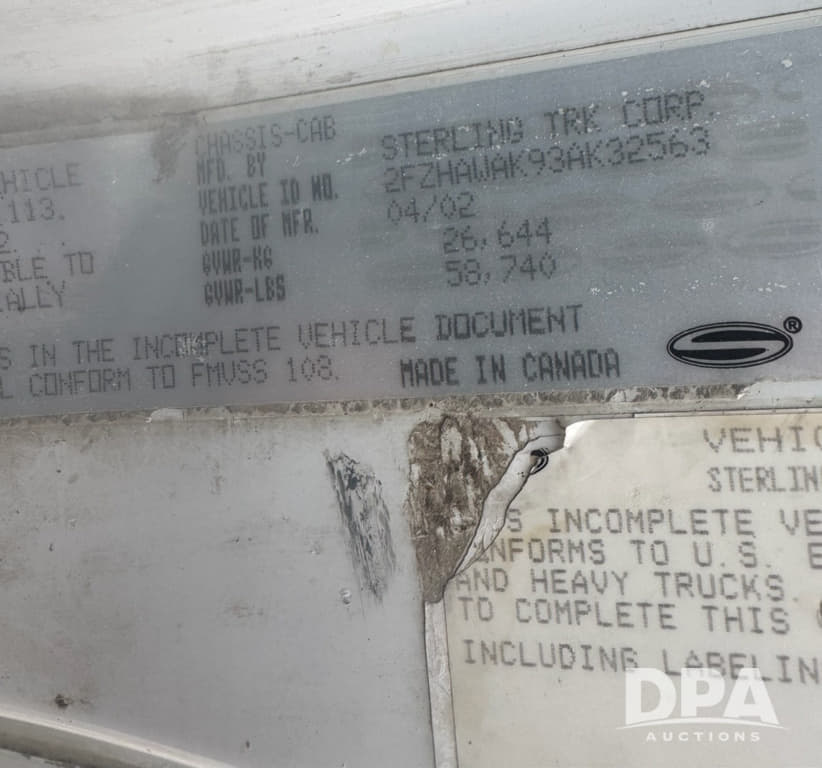 CHASSIS-CAB
MFD. BY STERLING TRK CORP.
VEHICLE ID NO. 2FZHAWAK93AK32563
DATE OF MFR. 04/02
GVWR-KG 26,644
GVWR-LBS 58,740
HICLE
113.
2.
BLE TO
ALLY
S IN THE INCOMPLETE VEHICLE DOCUMENT
L CONFORM TO FMVSS 108. MADE IN CANADA
®
VEHIC
STERLIN
S INCOMPLETE VE
NFORMS TO U.S. E
AND HEAVY TRUCKS.
TO COMPLETE THIS
INCLUDING LABELIN
DPA
AUCTIONS